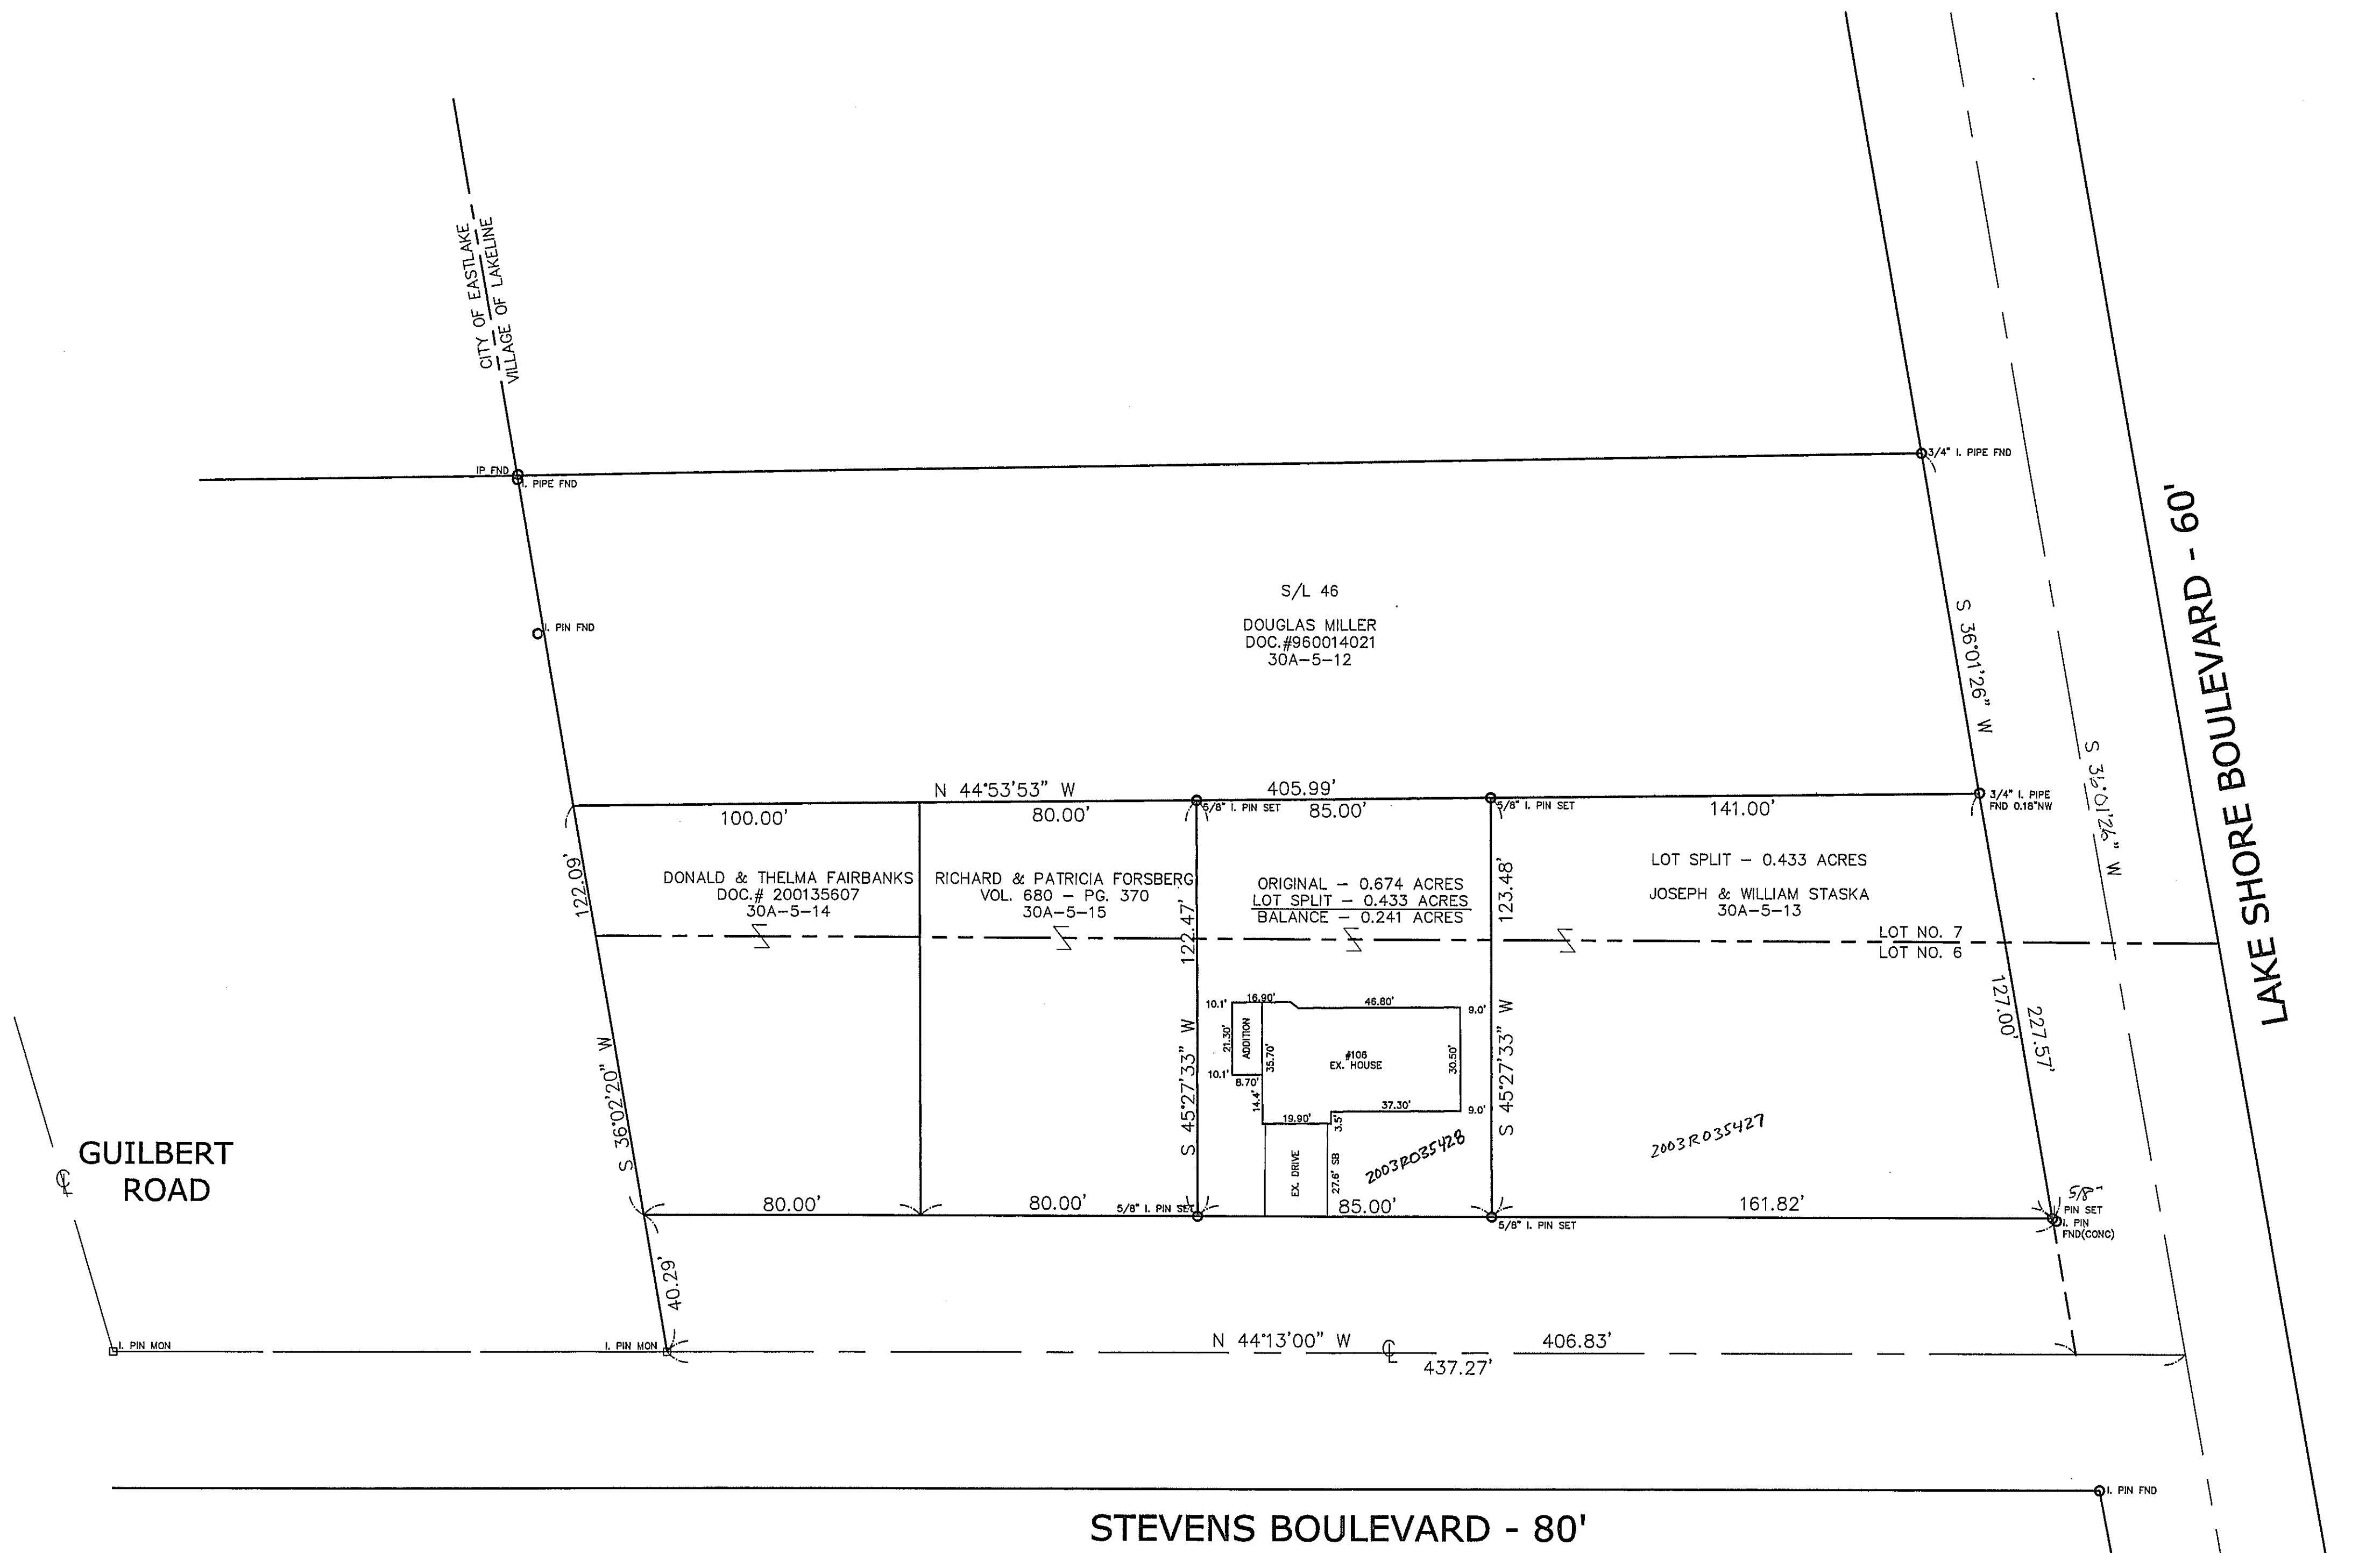 CITY OF EASTLAKE
VILLAGE OF LAKELINE
IP FND
I. PIPE FND
3/4" I. PIPE FND
I. PIN FND
S/L 46
DOUGLAS MILLER
DOC.#960014021
30A-5-12
S 36°01'26" W
LAKE SHORE BOULEVARD - 60'
S 36°01'26" W
N 44°53'53" W
405.99'
100.00'
80.00'
5/8" I. PIN SET
85.00'
5/8" I. PIN SET
141.00'
3/4" I. PIPE
FND 0.18"NW
122.09'
DONALD & THELMA FAIRBANKS
DOC.# 200135607
30A-5-14
RICHARD & PATRICIA FORSBERG
VOL. 680 - PG. 370
30A-5-15
122.47'
ORIGINAL - 0.674 ACRES
LOT SPLIT - 0.433 ACRES
BALANCE - 0.241 ACRES
123.48'
LOT SPLIT - 0.433 ACRES
JOSEPH & WILLIAM STASKA
30A-5-13
LOT NO. 7
LOT NO. 6
127.00'
227.57'
S 36°02'20" W
S 45°27'33" W
10.1'
16.90'
46.80'
9.0'
21.30'
ADDITION
35.70'
#106
EX. HOUSE
30.50'
10.1'
8.70'
14.4'
19.90'
3.5'
37.30'
9.0'
S 45°27'33" W
EX. DRIVE
27.6' SB
2003R035428
2003R035427
GUILBERT
ROAD
℄
80.00'
80.00'
5/8" I. PIN SET
85.00'
5/8" I. PIN SET
161.82'
5/8"
PIN SET
I. PIN
FND(CONC)
40.29'
I. PIN MON
I. PIN MON
N 44°13'00" W
℄
406.83'
437.27'
I. PIN FND
STEVENS BOULEVARD - 80'